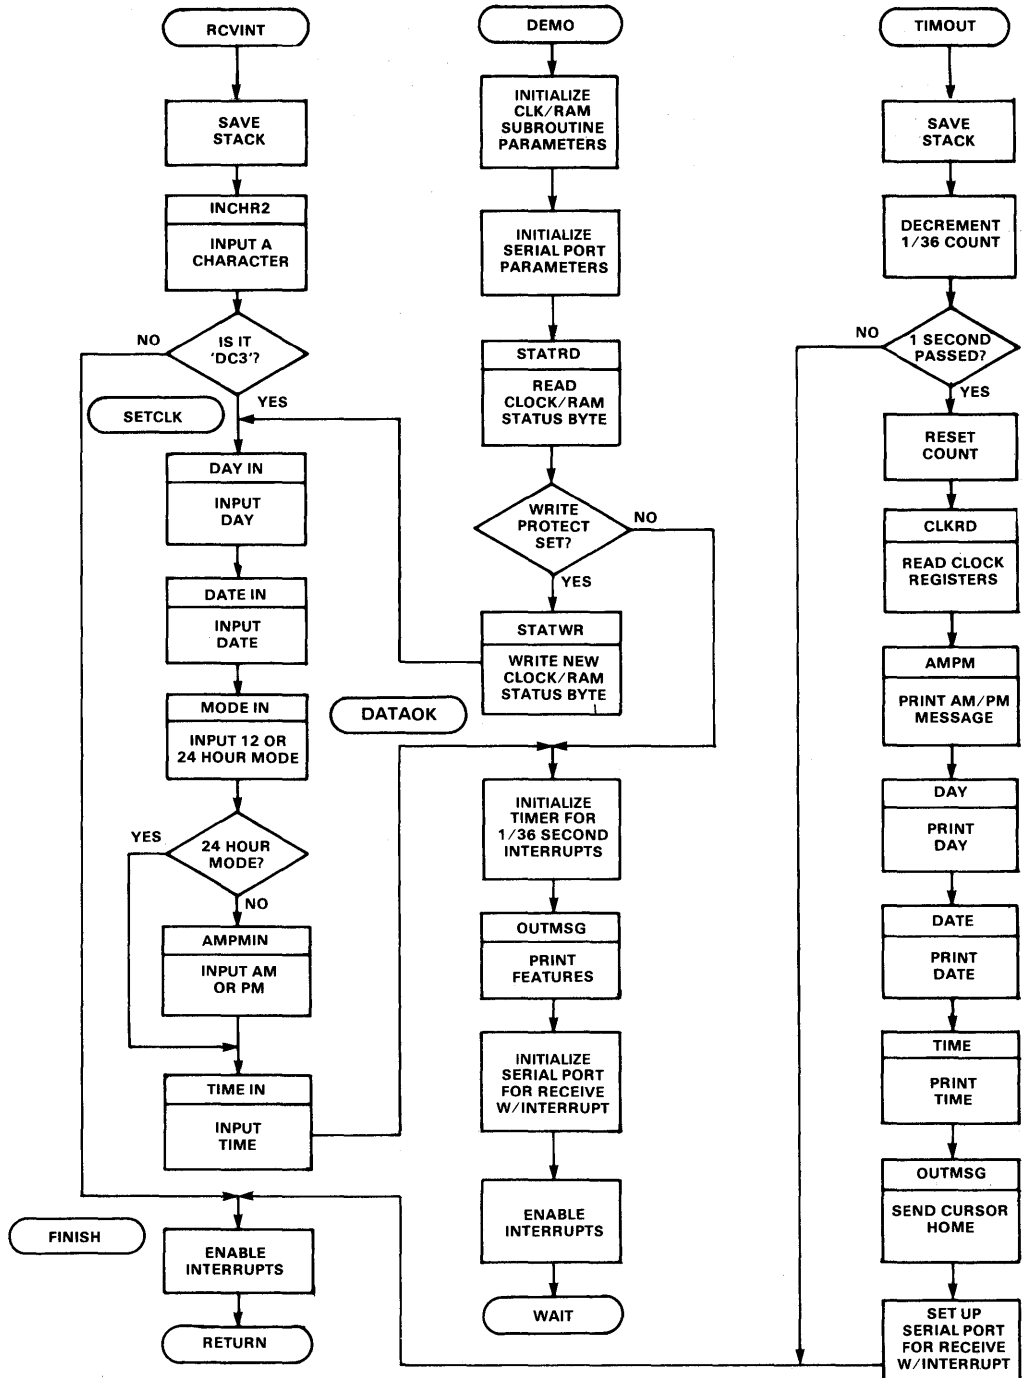 RCVINT
SAVE
STACK
INCHR2
INPUT A
CHARACTER
IS IT
'DC3'?
NO
YES
SETCLK
DAY IN
INPUT
DAY
DATE IN
INPUT
DATE
MODE IN
INPUT 12 OR
24 HOUR MODE
24 HOUR
MODE?
YES
NO
AMPMIN
INPUT AM
OR PM
TIME IN
INPUT
TIME
FINISH
ENABLE
INTERRUPTS
RETURN
DEMO
INITIALIZE
CLK/RAM
SUBROUTINE
PARAMETERS
INITIALIZE
SERIAL PORT
PARAMETERS
STATRD
READ
CLOCK/RAM
STATUS BYTE
WRITE
PROTECT
SET?
NO
YES
STATWR
WRITE NEW
CLOCK/RAM
STATUS BYTE
DATAOK
INITIALIZE
TIMER FOR
1/36 SECOND
INTERRUPTS
OUTMSG
PRINT
FEATURES
INITIALIZE
SERIAL PORT
FOR RECEIVE
W/INTERRUPT
ENABLE
INTERRUPTS
WAIT
TIMOUT
SAVE
STACK
DECREMENT
1/36 COUNT
1 SECOND
PASSED?
NO
YES
RESET
COUNT
CLKRD
READ CLOCK
REGISTERS
AMPM
PRINT AM/PM
MESSAGE
DAY
PRINT
DAY
DATE
PRINT
DATE
TIME
PRINT
TIME
OUTMSG
SEND CURSOR
HOME
SET UP
SERIAL PORT
FOR RECEIVE
W/INTERRUPT